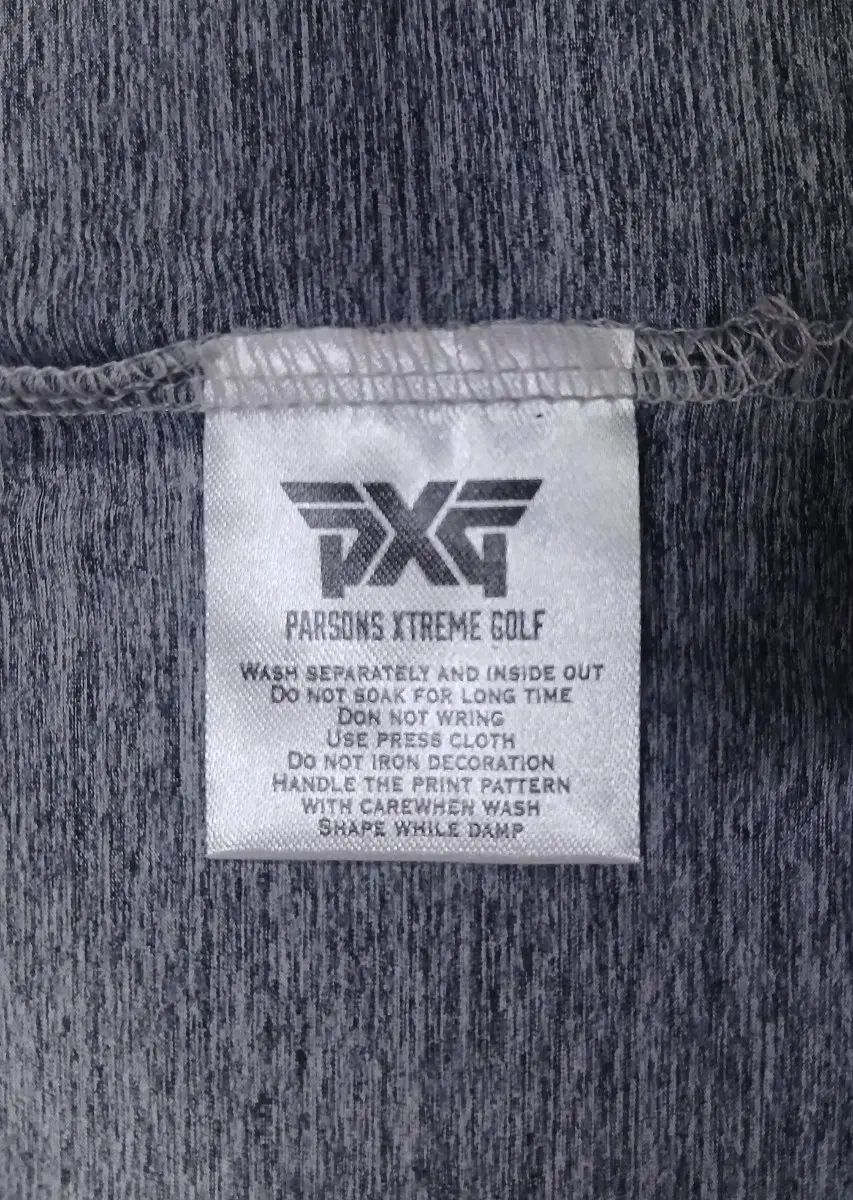 PXG
PARSONS XTREME GOLF
WASH SEPARATELY AND INSIDE OUT
DO NOT SOAK FOR LONG TIME
DON NOT WRING
USE PRESS CLOTH
DO NOT IRON DECORATION
HANDLE THE PRINT PATTERN
WITH CAREWHEN WASH
SHAPE WHILE DAMP